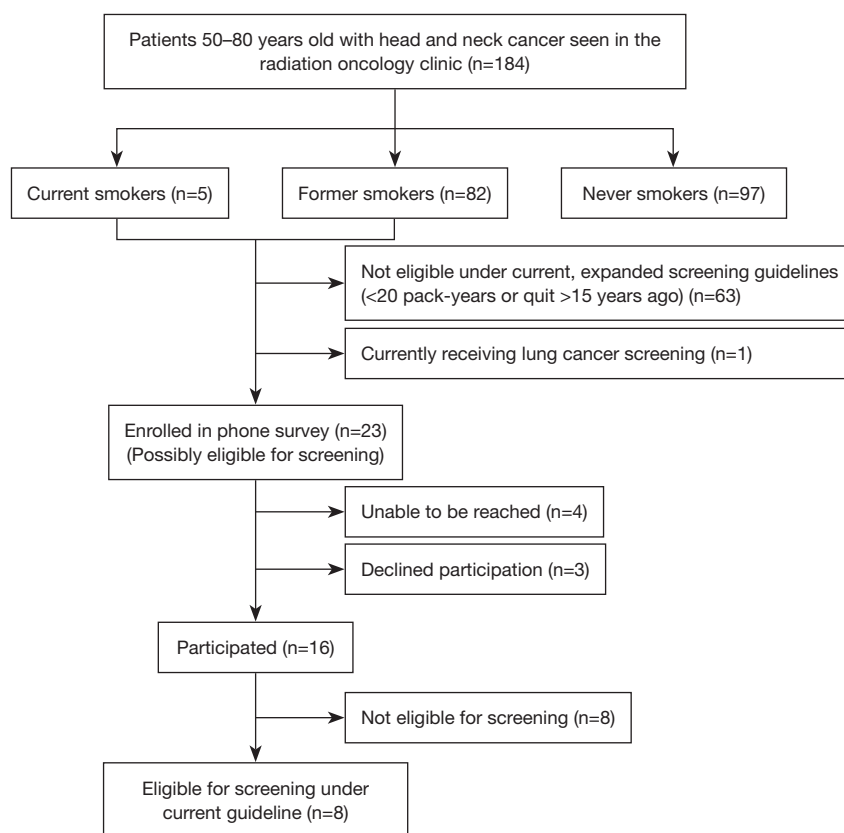 Patients 50–80 years old with head and neck cancer seen in the
radiation oncology clinic (n=184)
Current smokers (n=5)
Former smokers (n=82)
Never smokers (n=97)
Not eligible under current, expanded screening guidelines
(<20 pack-years or quit >15 years ago) (n=63)
Currently receiving lung cancer screening (n=1)
Enrolled in phone survey (n=23)
(Possibly eligible for screening)
Unable to be reached (n=4)
Declined participation (n=3)
Participated (n=16)
Not eligible for screening (n=8)
Eligible for screening under
current guideline (n=8)